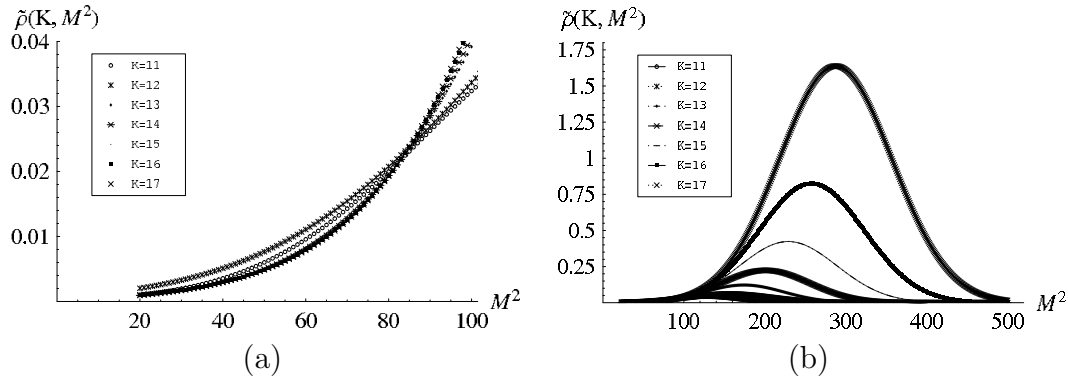 ρ̃(K, M²)
0.04
0.03
0.02
0.01
K=11
K=12
K=13
K=14
K=15
K=16
K=17
20 40 60 80 100 M²
(a)
ρ̃(K, M²)
1.75
1.5
1.25
1
0.75
0.5
0.25
K=11
K=12
K=13
K=14
K=15
K=16
K=17
100 200 300 400 500 M²
(b)